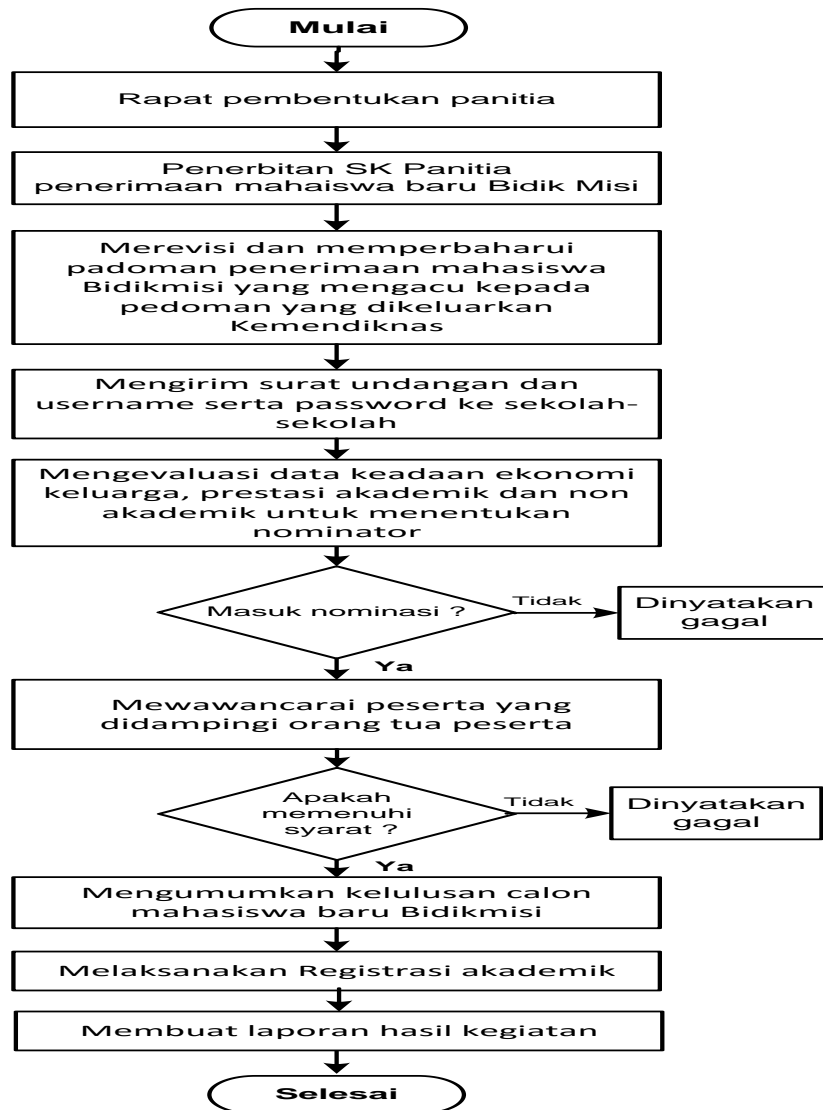 Mulai
Rapat pembentukan panitia
Penerbitan SK Panitia
penerimaan mahaiswa baru Bidik Misi
Merevisi dan memperbaharui
padoman penerimaan mahasiswa
Bidikmisi yang mengacu kepada
pedoman yang dikeluarkan
Kemendiknas
Mengirim surat undangan dan
username serta password ke sekolah-
sekolah
Mengevaluasi data keadaan ekonomi
keluarga, prestasi akademik dan non
akademik untuk menentukan
nominator
Masuk nominasi ?
Tidak
Dinyatakan
gagal
Ya
Mewawancarai peserta yang
didampingi orang tua peserta
Apakah
memenuhi
syarat ?
Tidak
Dinyatakan
gagal
Ya
Mengumumkan kelulusan calon
mahasiswa baru Bidikmisi
Melaksanakan Registrasi akademik
Membuat laporan hasil kegiatan
Selesai